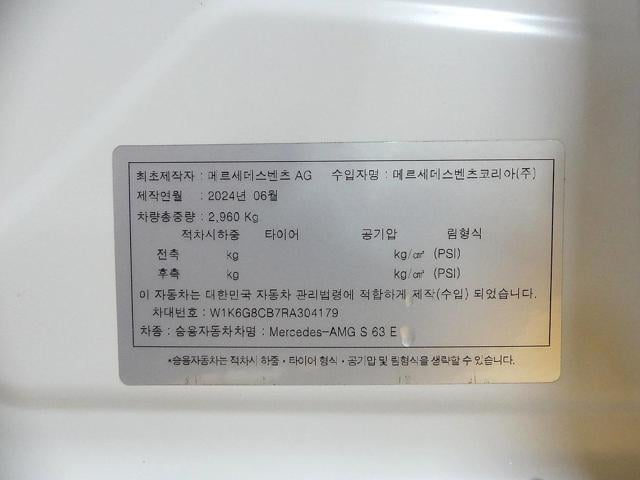 최초제작자 : 메르세데스벤츠 AG 수입자명 : 메르세데스벤츠코리아(주)
제작연월 : 2024년 06월
차량총중량 : 2,960 Kg
적차시하중 타이어 공기압 림형식
전축 kg kg/㎠ (PSI)
후축 kg kg/㎠ (PSI)
이 자동차는 대한민국 자동차 관리법령에 적합하게 제작(수입) 되었습니다.
차대번호 : W1K6G8CB7RA304179
차종 : 승용자동차차명 : Mercedes-AMG S 63 E
*승용자동차는 적차시 하중·타이어 형식·공기압 및 림형식을 생략할 수 있습니다.